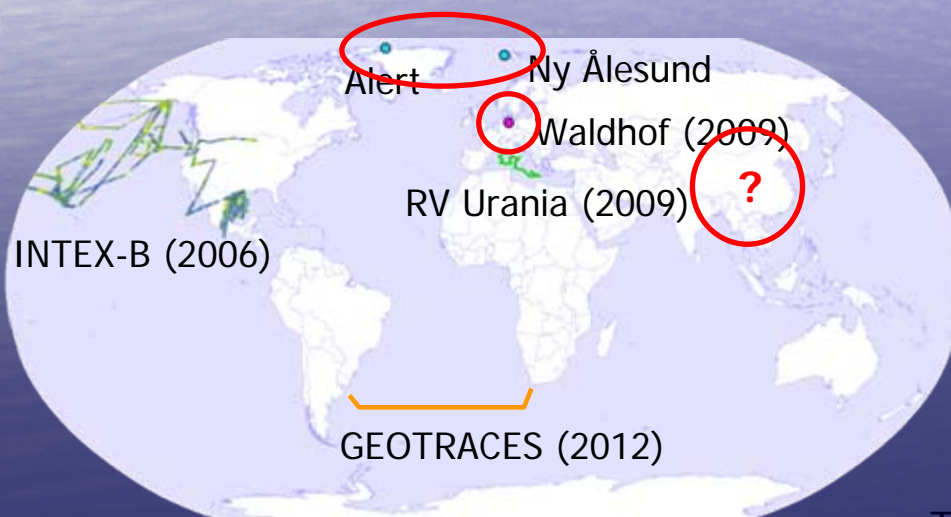 Alert
Ny Ålesund
Waldhof (2009)
?
RV Urania (2009)
INTEX-B (2006)
GEOTRACES (2012)